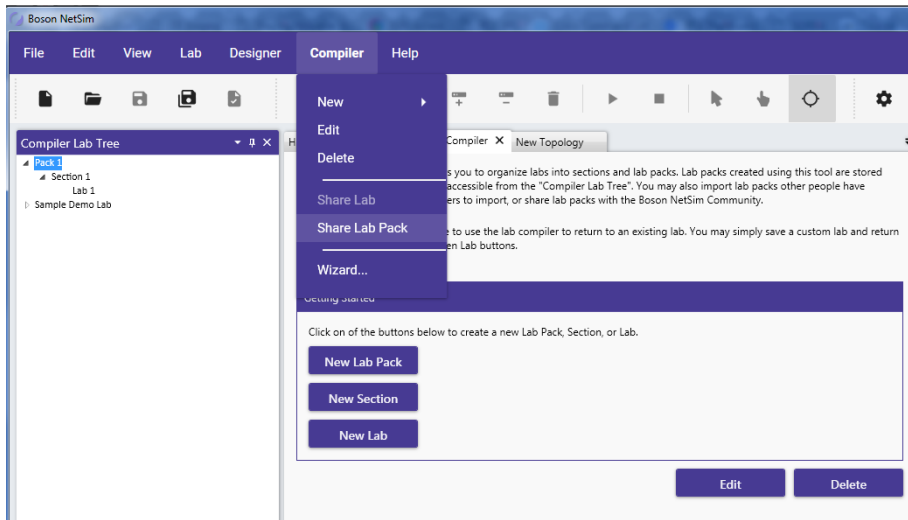 Boson NetSim
File Edit View Lab Designer Compiler Help
New
Edit
Delete
Share Lab
Share Lab Pack
Wizard...
Compiler Lab Tree
Pack 1
Section 1
Lab 1
Sample Demo Lab
H
Compiler New Topology
s you to organize labs into sections and lab packs. Lab packs created using this tool are stored
accessible from the "Compiler Lab Tree". You may also import lab packs other people have
ers to import, or share lab packs with the Boson NetSim Community.
e to use the lab compiler to return to an existing lab. You may simply save a custom lab and return
en Lab buttons.
Getting Started
Click on of the buttons below to create a new Lab Pack, Section, or Lab.
New Lab Pack
New Section
New Lab
Edit Delete